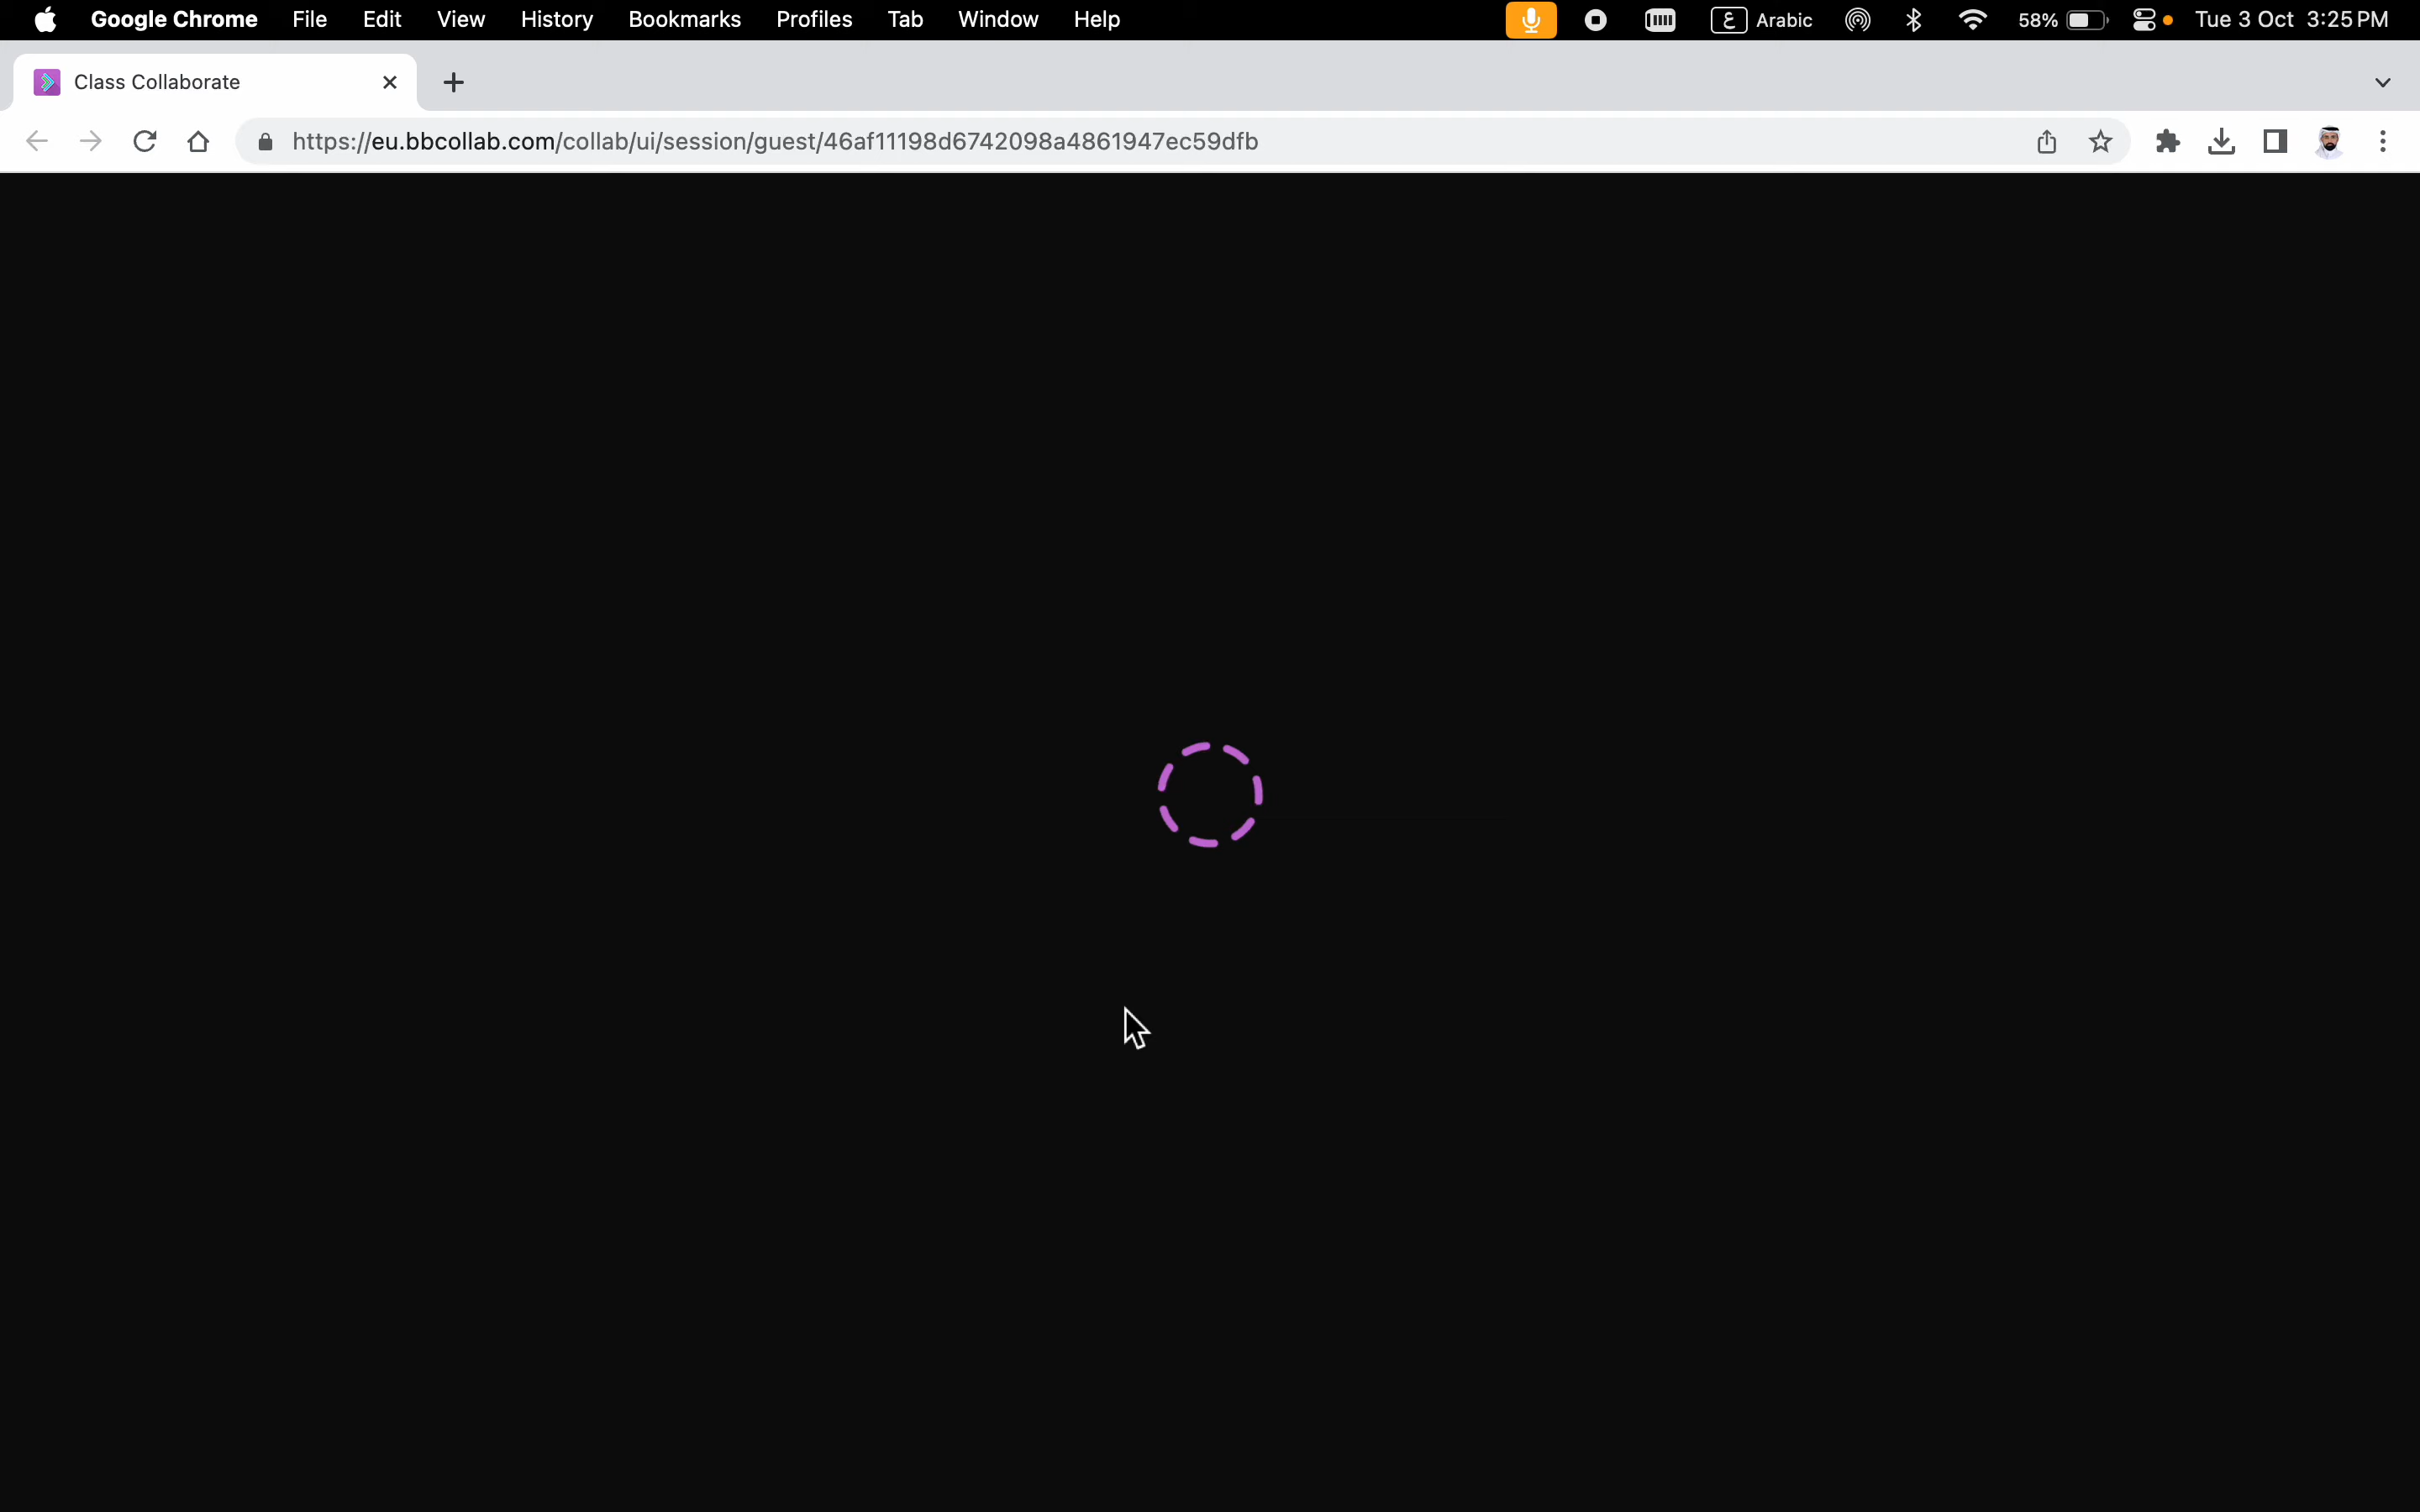 Google Chrome File Edit View History Bookmarks Profiles Tab Window Help ع Arabic 58% Tue 3 Oct 3:25 PM
Class Collaborate
https://eu.bbcollab.com/collab/ui/session/guest/46af11198d6742098a4861947ec59dfb